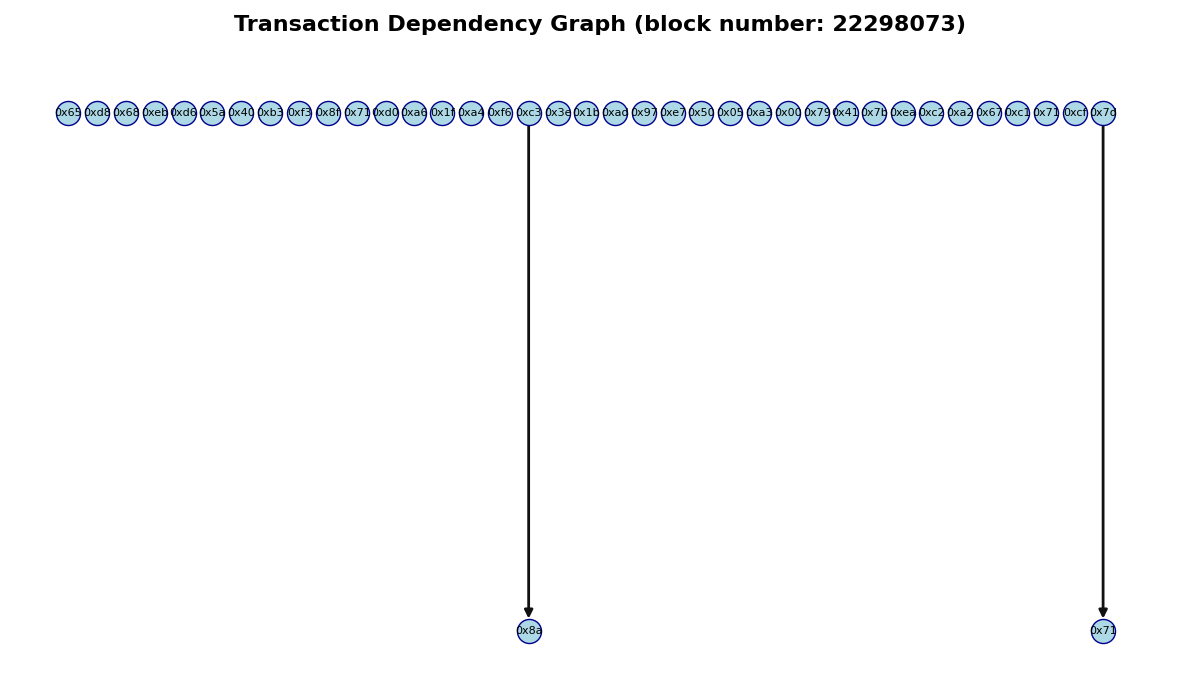 Transaction Dependency Graph (block number: 22298073)
0x65 0xd8 0x68 0xeb 0xd6 0x5a 0x40 0xb3 0xf3 0x8f 0x71 0xd0 0xa6 0x1f 0xa4 0xf6 0xc3 0x3e 0x1b 0xad 0x97 0xe7 0x50 0x05 0xa3 0x00 0x79 0x41 0x7b 0xea 0xc2 0xa2 0x67 0xc1 0x71 0xcf
0x8a 0x71